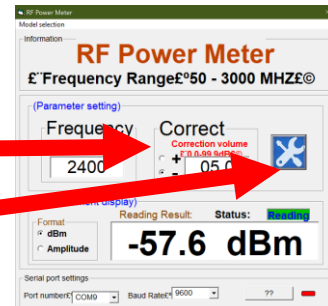 RF Power Meter
Model selection
Information
RF Power Meter
£¨Frequency Range£º50 - 3000 MHZ£©
(Parameter setting)
Frequency
Correct
Correction volume
2400
+
-
05.0
display)
Format
dBm
Amplitude
Reading Result:
Status:
Reading
-57.6 dBm
Serial port settings
Port number£º
COM9
Baud Rate£º
9600
??